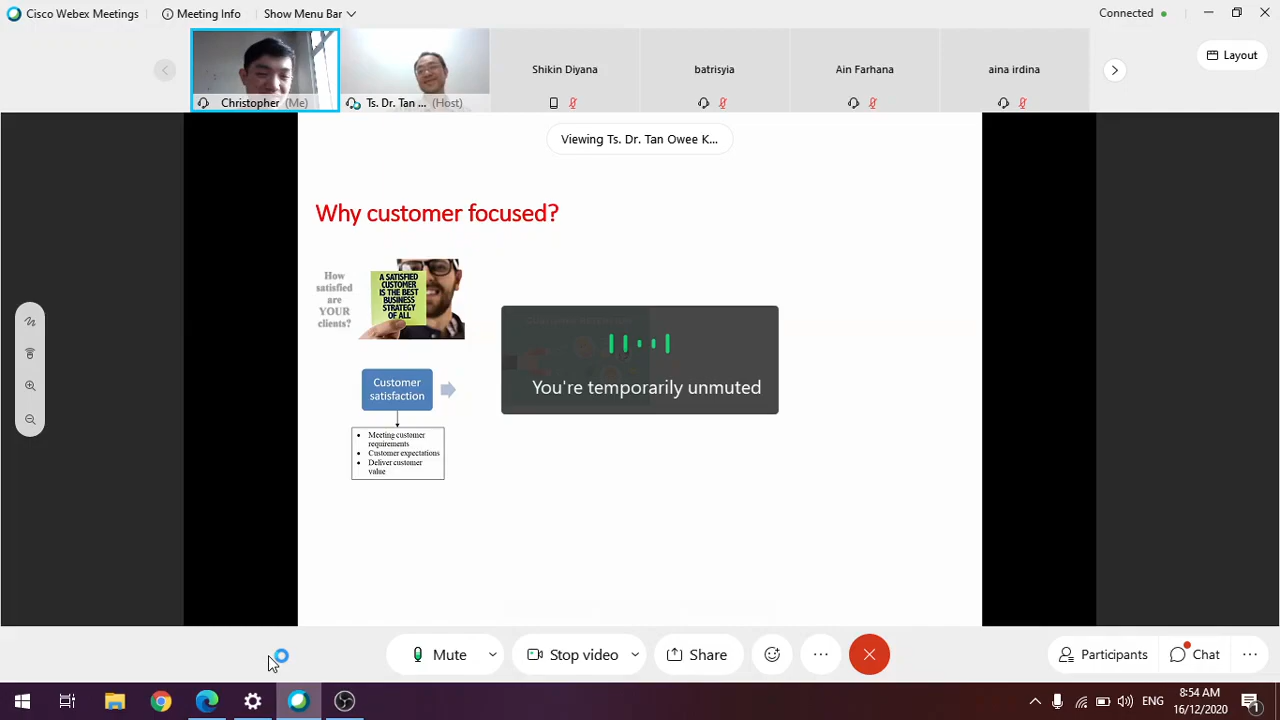 Cisco Webex Meetings
Meeting Info
Show Menu Bar
Connected
Christopher (Me)
Ts. Dr. Tan ... (Host)
Shikin Diyana
batrisyia
Ain Farhana
aina irdina
Layout
Viewing Ts. Dr. Tan Owee K...
Why customer focused?
How
satisfied
are
YOUR
clients?
A SATISFIED
CUSTOMER
IS THE BEST
BUSINESS
STRATEGY
OF ALL
You're temporarily unmuted
Customer
satisfaction
• Meeting customer
requirements
• Customer expectations
• Deliver customer
value
Mute
Stop video
Share
...
Participants
Chat
...
ENG
8:54 AM
16/12/2020
1